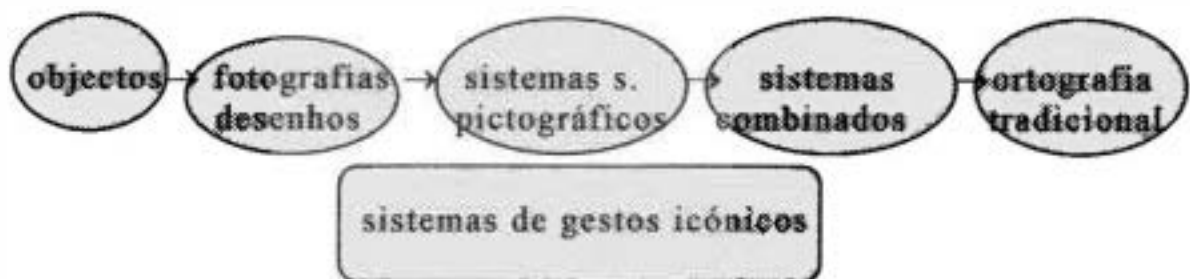 objectos
fotografias
desenhos
sistemas s.
pictográficos
sistemas
combinados
ortografia
tradicional
sistemas de gestos icónicos